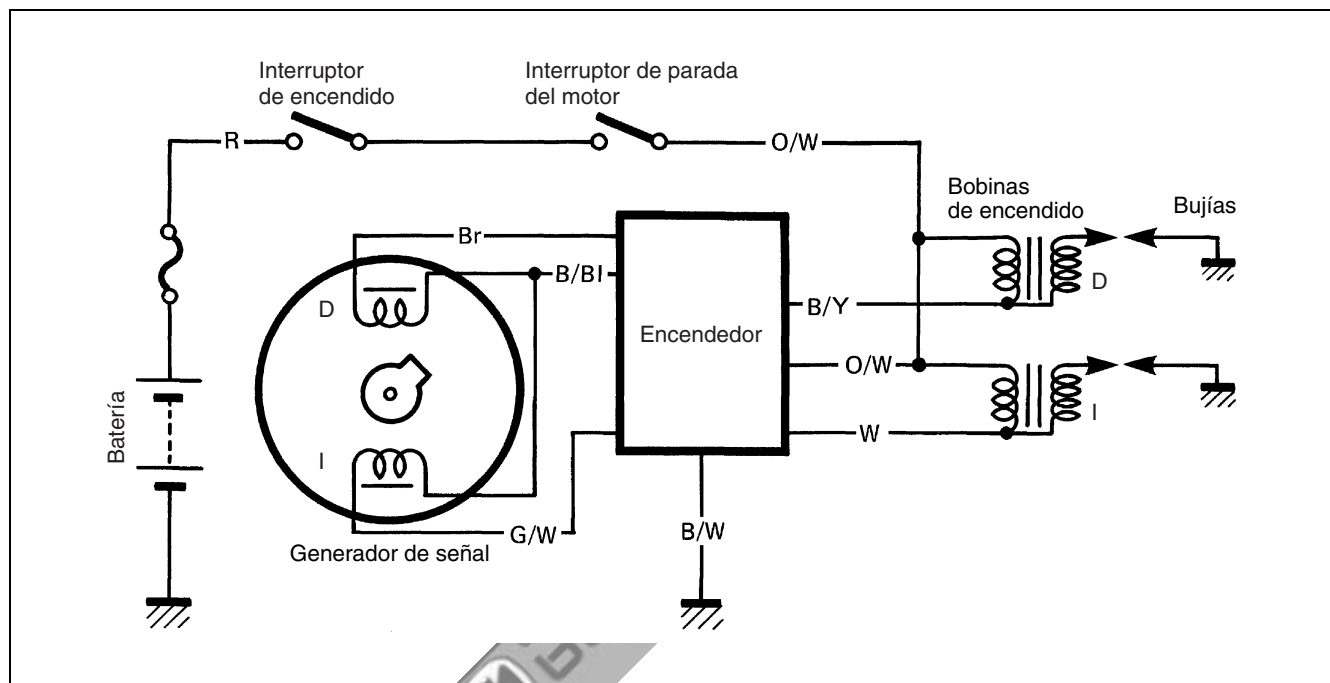 Interruptor
de encendido
Interruptor de parada
del motor
R
O/W
Bobinas
de encendido
Bujías
Br
B/Bl
D
D
B/Y
Encendedor
O/W
Batería
I
I
W
G/W
B/W
Generador de señal